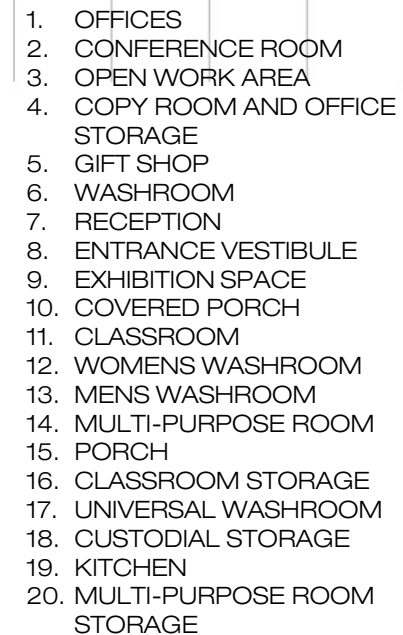 1. OFFICES
2. CONFERENCE ROOM
3. OPEN WORK AREA
4. COPY ROOM AND OFFICE
STORAGE
5. GIFT SHOP
6. WASHROOM
7. RECEPTION
8. ENTRANCE VESTIBULE
9. EXHIBITION SPACE
10. COVERED PORCH
11. CLASSROOM
12. WOMENS WASHROOM
13. MENS WASHROOM
14. MULTI-PURPOSE ROOM
15. PORCH
16. CLASSROOM STORAGE
17. UNIVERSAL WASHROOM
18. CUSTODIAL STORAGE
19. KITCHEN
20. MULTI-PURPOSE ROOM
STORAGE